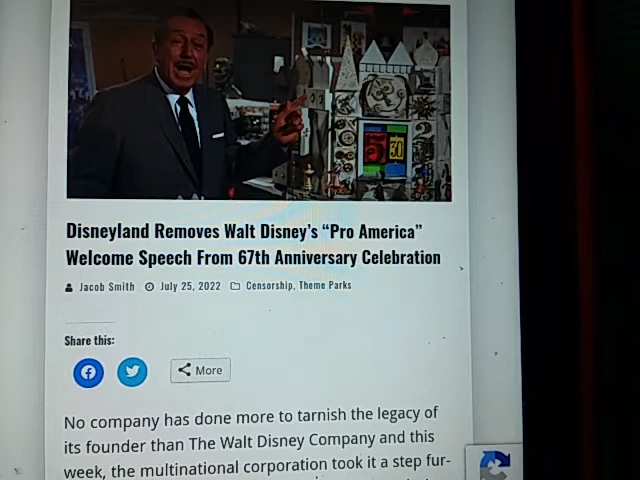 Disneyland Removes Walt Disney's “Pro America”
Welcome Speech From 67th Anniversary Celebration
Jacob Smith July 25, 2022 Censorship, Theme Parks
Share this:
More
No company has done more to tarnish the legacy of
its founder than The Walt Disney Company and this
week, the multinational corporation took it a step fur-